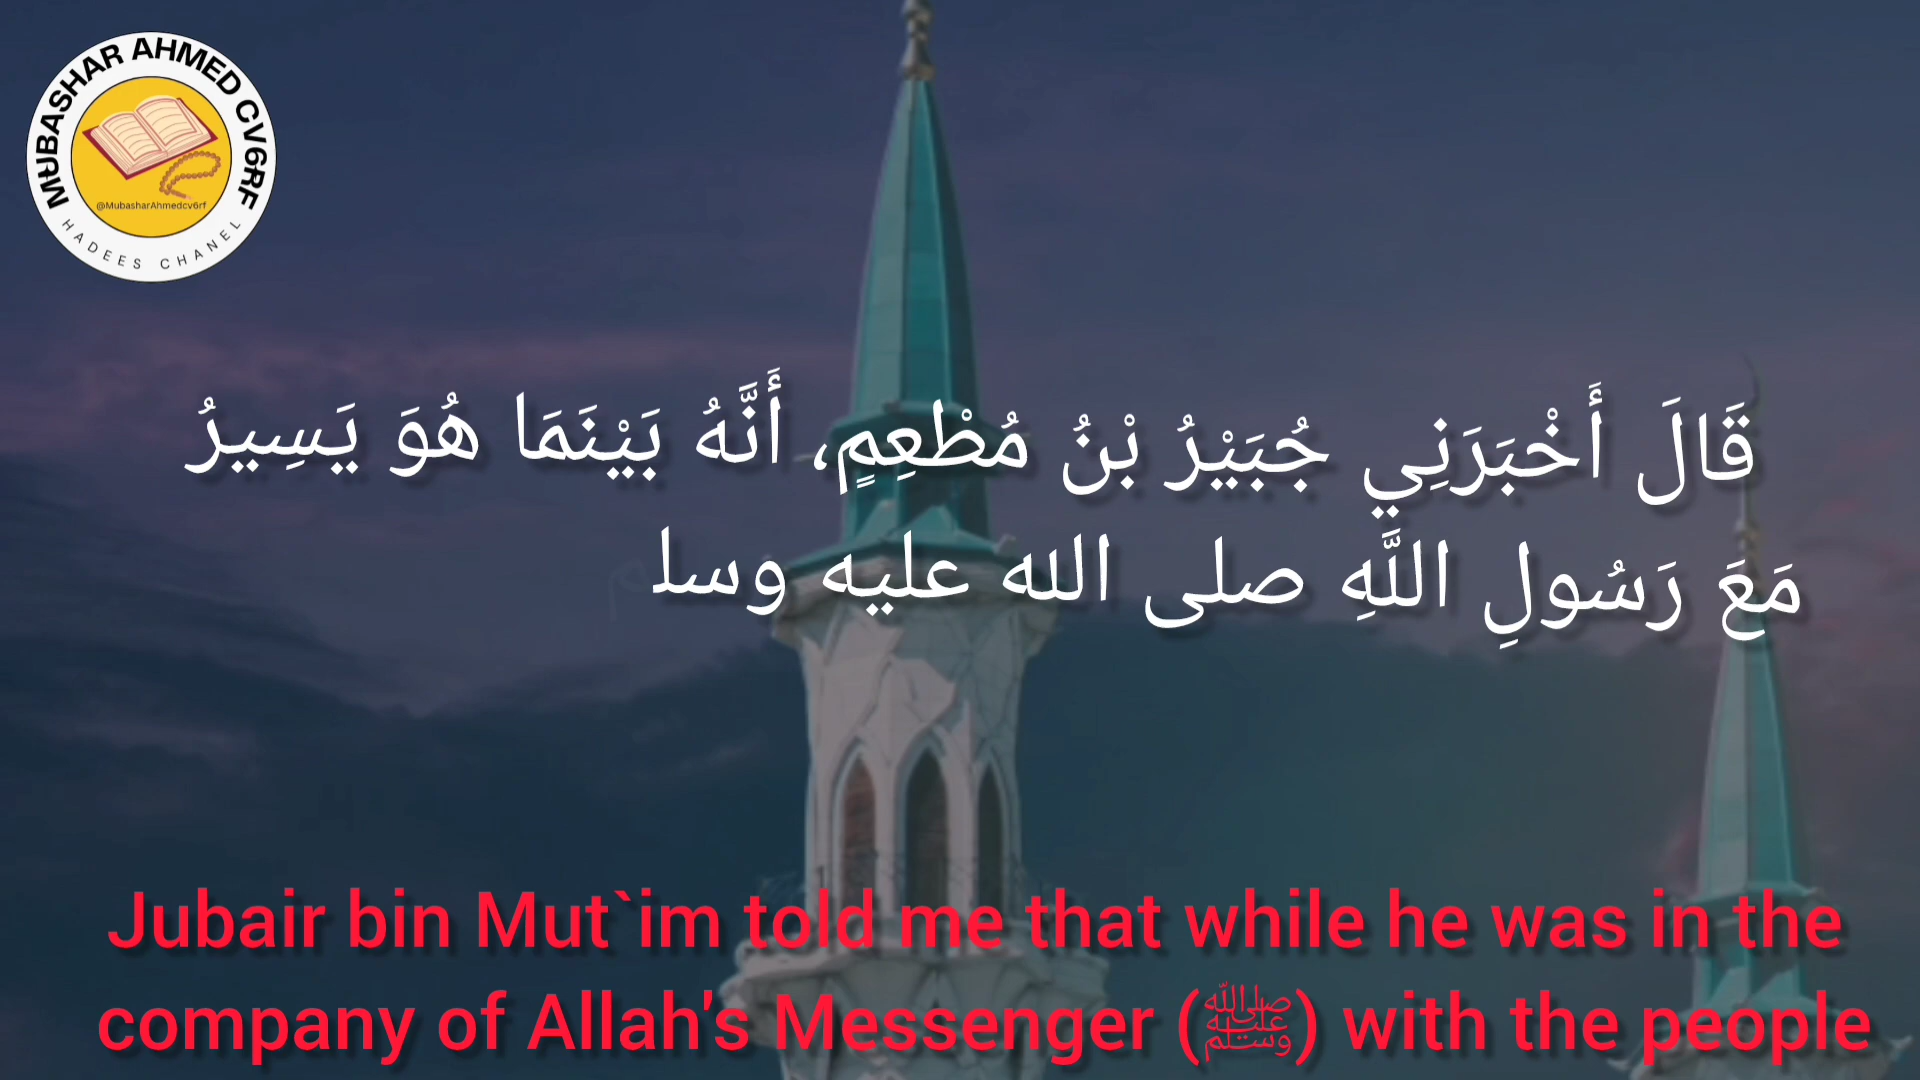 MUBASHAR AHMED CV6RF
@MubasharAhmedcv6rf
HADEES CHANEL
قَالَ أَخْبَرَنِي جُبَيْرُ بْنُ مُطْعِمٍ، أَنَّهُ بَيْنَمَا هُوَ يَسِيرُ
مَعَ رَسُولِ اللَّهِ صلى الله عليه وسلم
Jubair bin Mut`im told me that while he was in the
company of Allah's Messenger (ﷺ) with the people